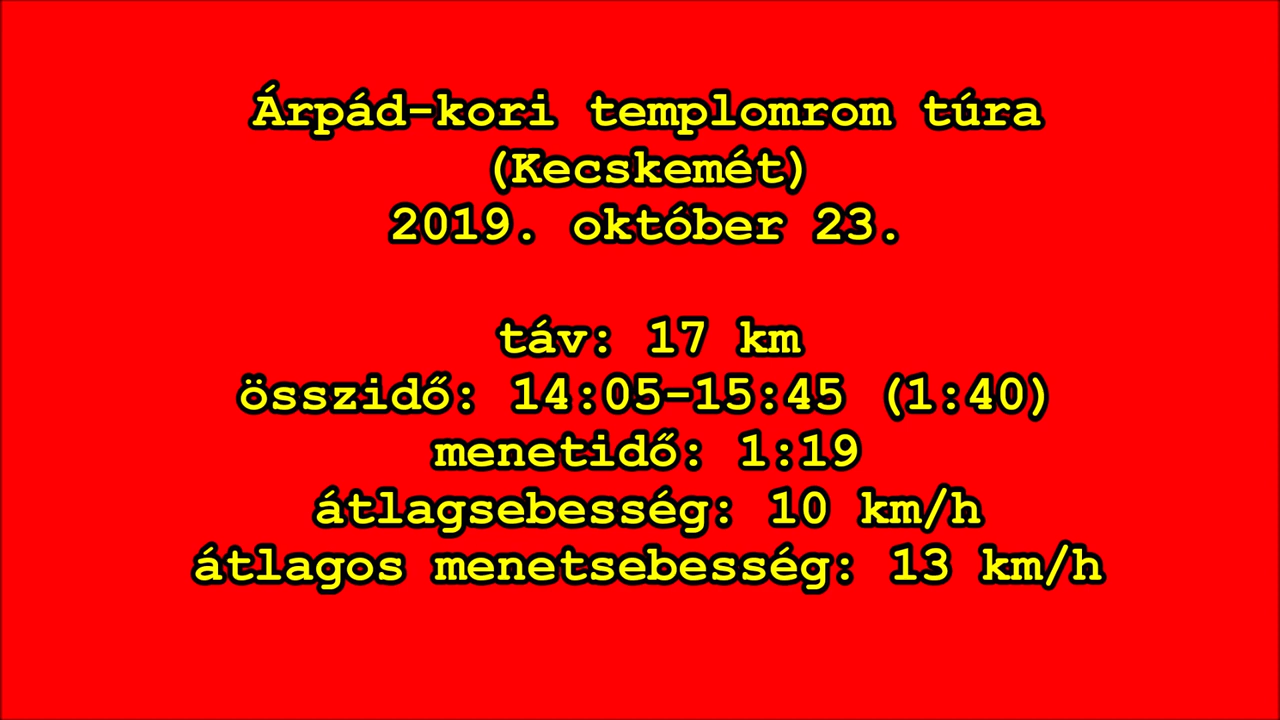 Árpád-kori templomrom túra
(Kecskemét)
2019. október 23.
táv: 17 km
összidő: 14:05-15:45 (1:40)
menetidő: 1:19
átlagsebesség: 10 km/h
átlagos menetsebesség: 13 km/h